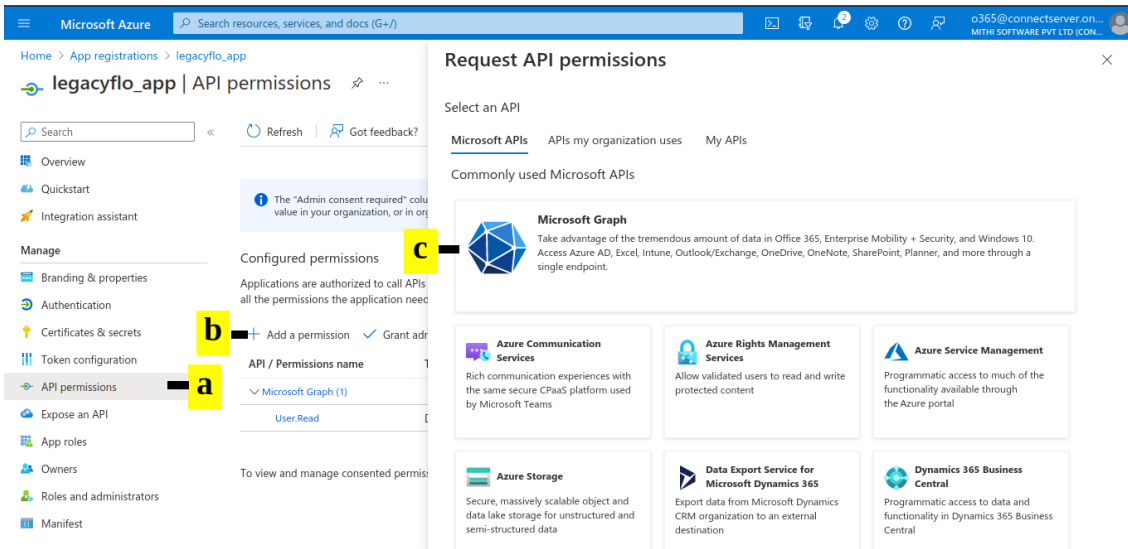 Microsoft Azure
Search resources, services, and docs (G+/)
2
o365@connectserver.on...
MITHI SOFTWARE PVT LTD (CON...
Home > App registrations > legacyflo_app
legacyflo_app | API permissions
Search
Overview
Quickstart
Integration assistant
Manage
Branding & properties
Authentication
Certificates & secrets
Token configuration
API permissions
a
Expose an API
App roles
Owners
Roles and administrators
Manifest
Refresh
Got feedback?
The "Admin consent required" colu
value in your organization, or in org
Configured permissions
Applications are authorized to call APIs
all the permissions the application need
b
Add a permission
Grant adr
API / Permissions name
Microsoft Graph (1)
User.Read
To view and manage consented permiss
Request API permissions
Select an API
Microsoft APIs APIs my organization uses My APIs
Commonly used Microsoft APIs
c
Microsoft Graph
Take advantage of the tremendous amount of data in Office 365, Enterprise Mobility + Security, and Windows 10.
Access Azure AD, Excel, Intune, Outlook/Exchange, OneDrive, OneNote, SharePoint, Planner, and more through a
single endpoint.
Azure Communication
Services
Rich communication experiences with
the same secure CPaaS platform used
by Microsoft Teams
Azure Rights Management
Services
Allow validated users to read and write
protected content
Azure Service Management
Programmatic access to much of the
functionality available through
the Azure portal
Azure Storage
Secure, massively scalable object and
data lake storage for unstructured and
semi-structured data
Data Export Service for
Microsoft Dynamics 365
Export data from Microsoft Dynamics
CRM organization to an external
destination
Dynamics 365 Business
Central
Programmatic access to data and
functionality in Dynamics 365 Business
Central